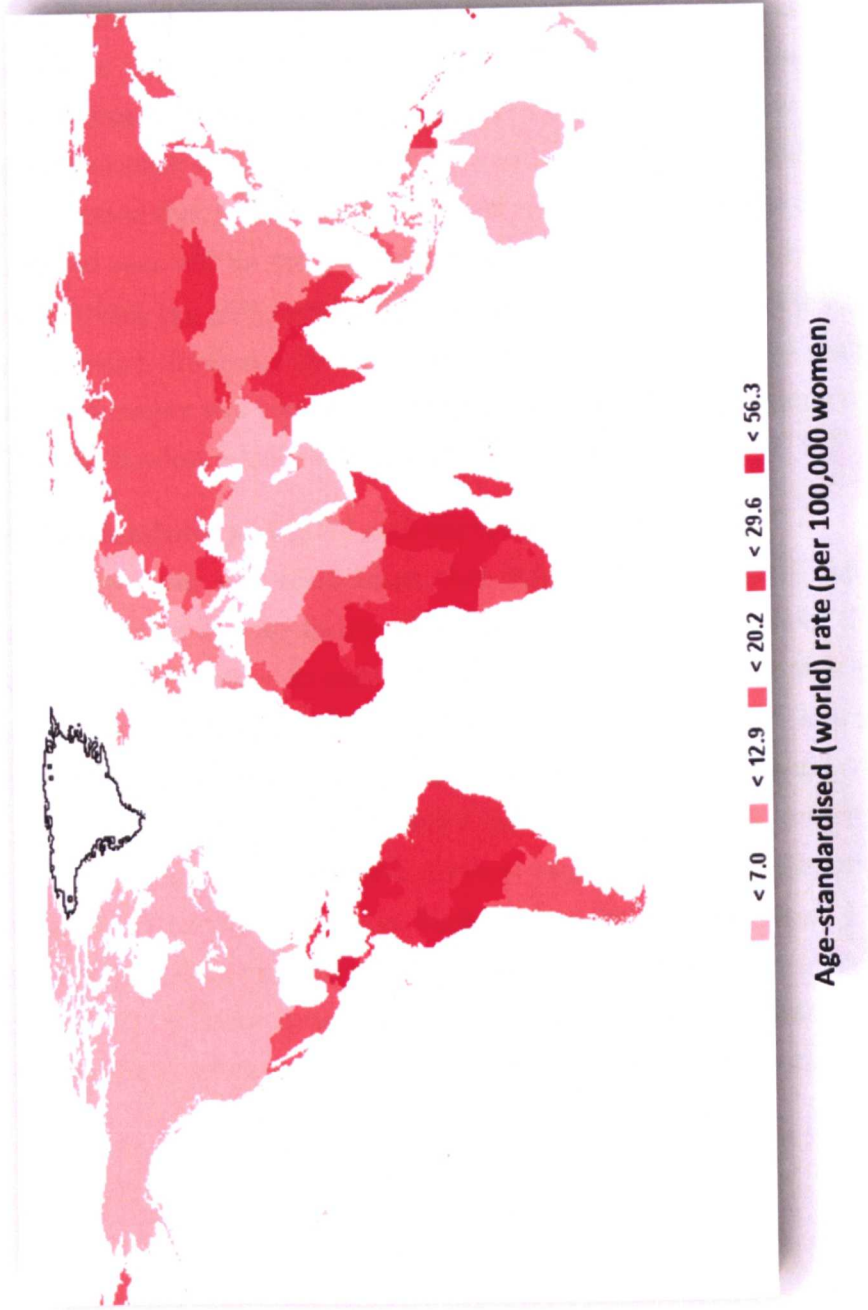 < 7.0 < 12.9 < 20.2 < 29.6 < 56.3
Age-standardised (world) rate (per 100,000 women)